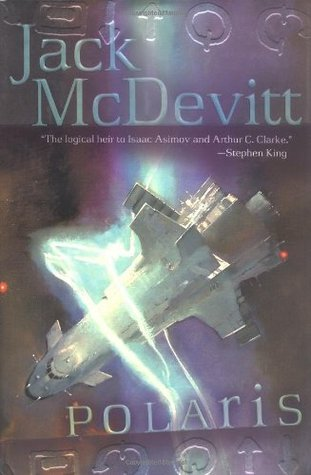 Jack
McDevitt
"The logical heir to Isaac Asimov and Arthur C. Clarke."
—Stephen King
POLARIS